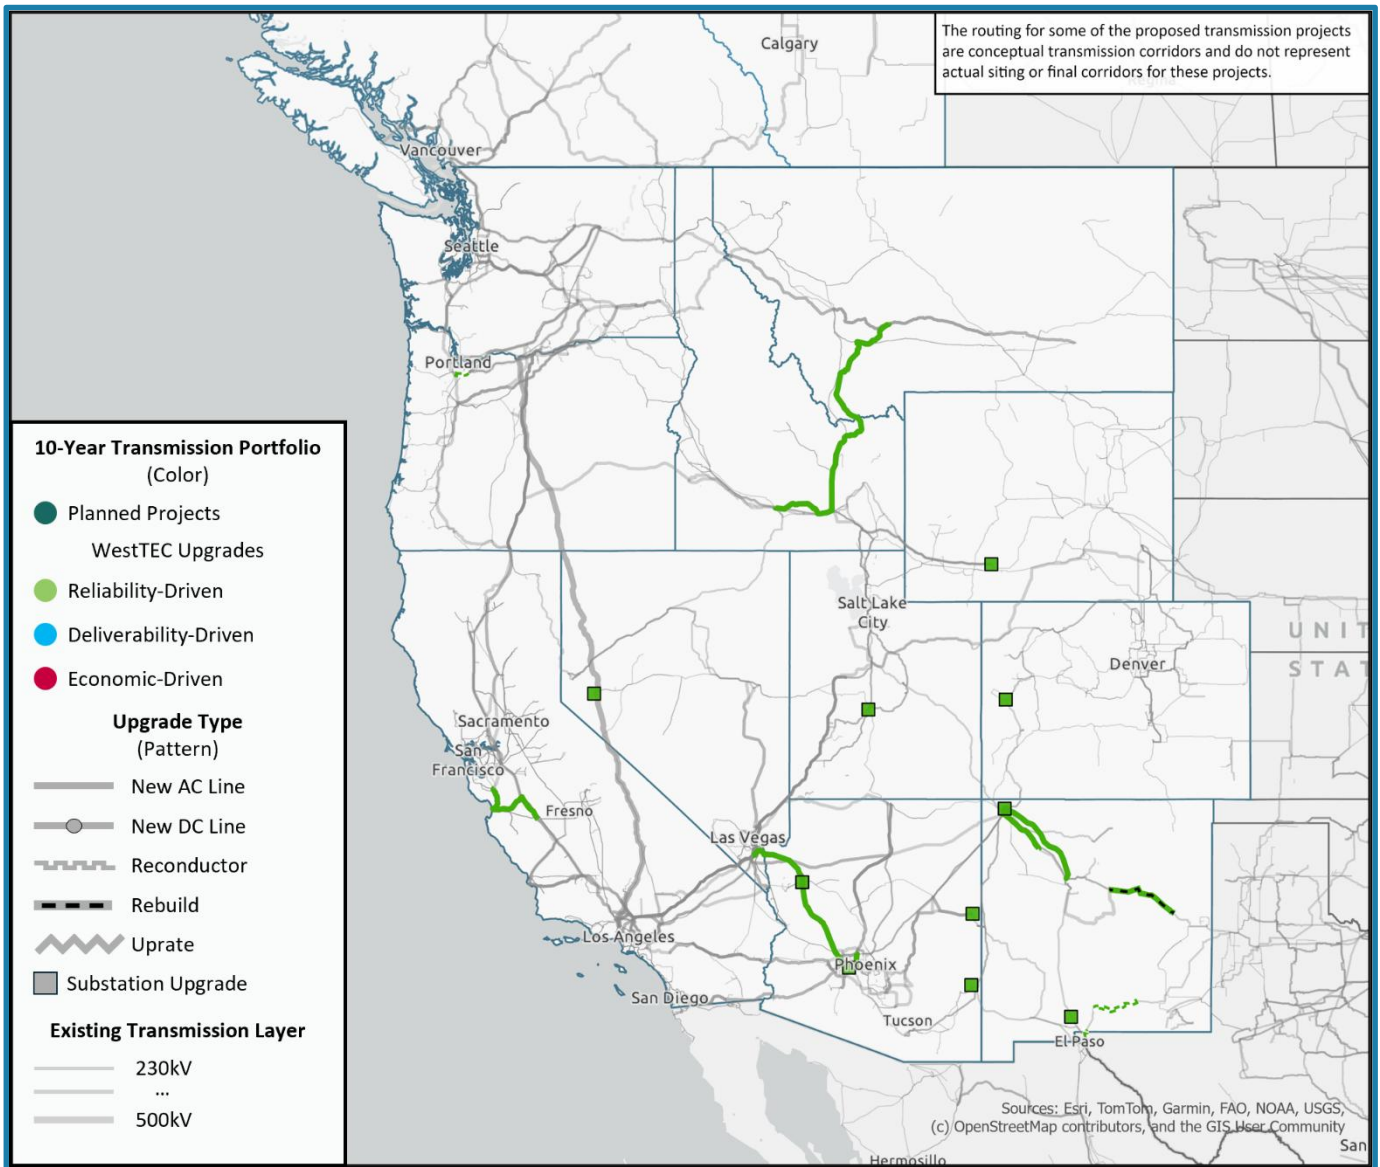 The routing for some of the proposed transmission projects
are conceptual transmission corridors and do not represent
actual siting or final corridors for these projects.
Calgary
Vancouver
Seattle
Portland
Salt Lake
City
Denver
UNIT
STAT
Sacramento
San
Francisco
Fresno
Las Vegas
Los Angeles
Phoenix
San Diego
Tucson
El Paso
Hermosillo
San
10-Year Transmission Portfolio
(Color)
Planned Projects
WestTEC Upgrades
Reliability-Driven
Deliverability-Driven
Economic-Driven
Upgrade Type
(Pattern)
New AC Line
New DC Line
Reconductor
Rebuild
Uprate
Substation Upgrade
Existing Transmission Layer
230kV
...
500kV
Sources: Esri, TomTom, Garmin, FAO, NOAA, USGS,
(c) OpenStreetMap contributors, and the GIS User Community